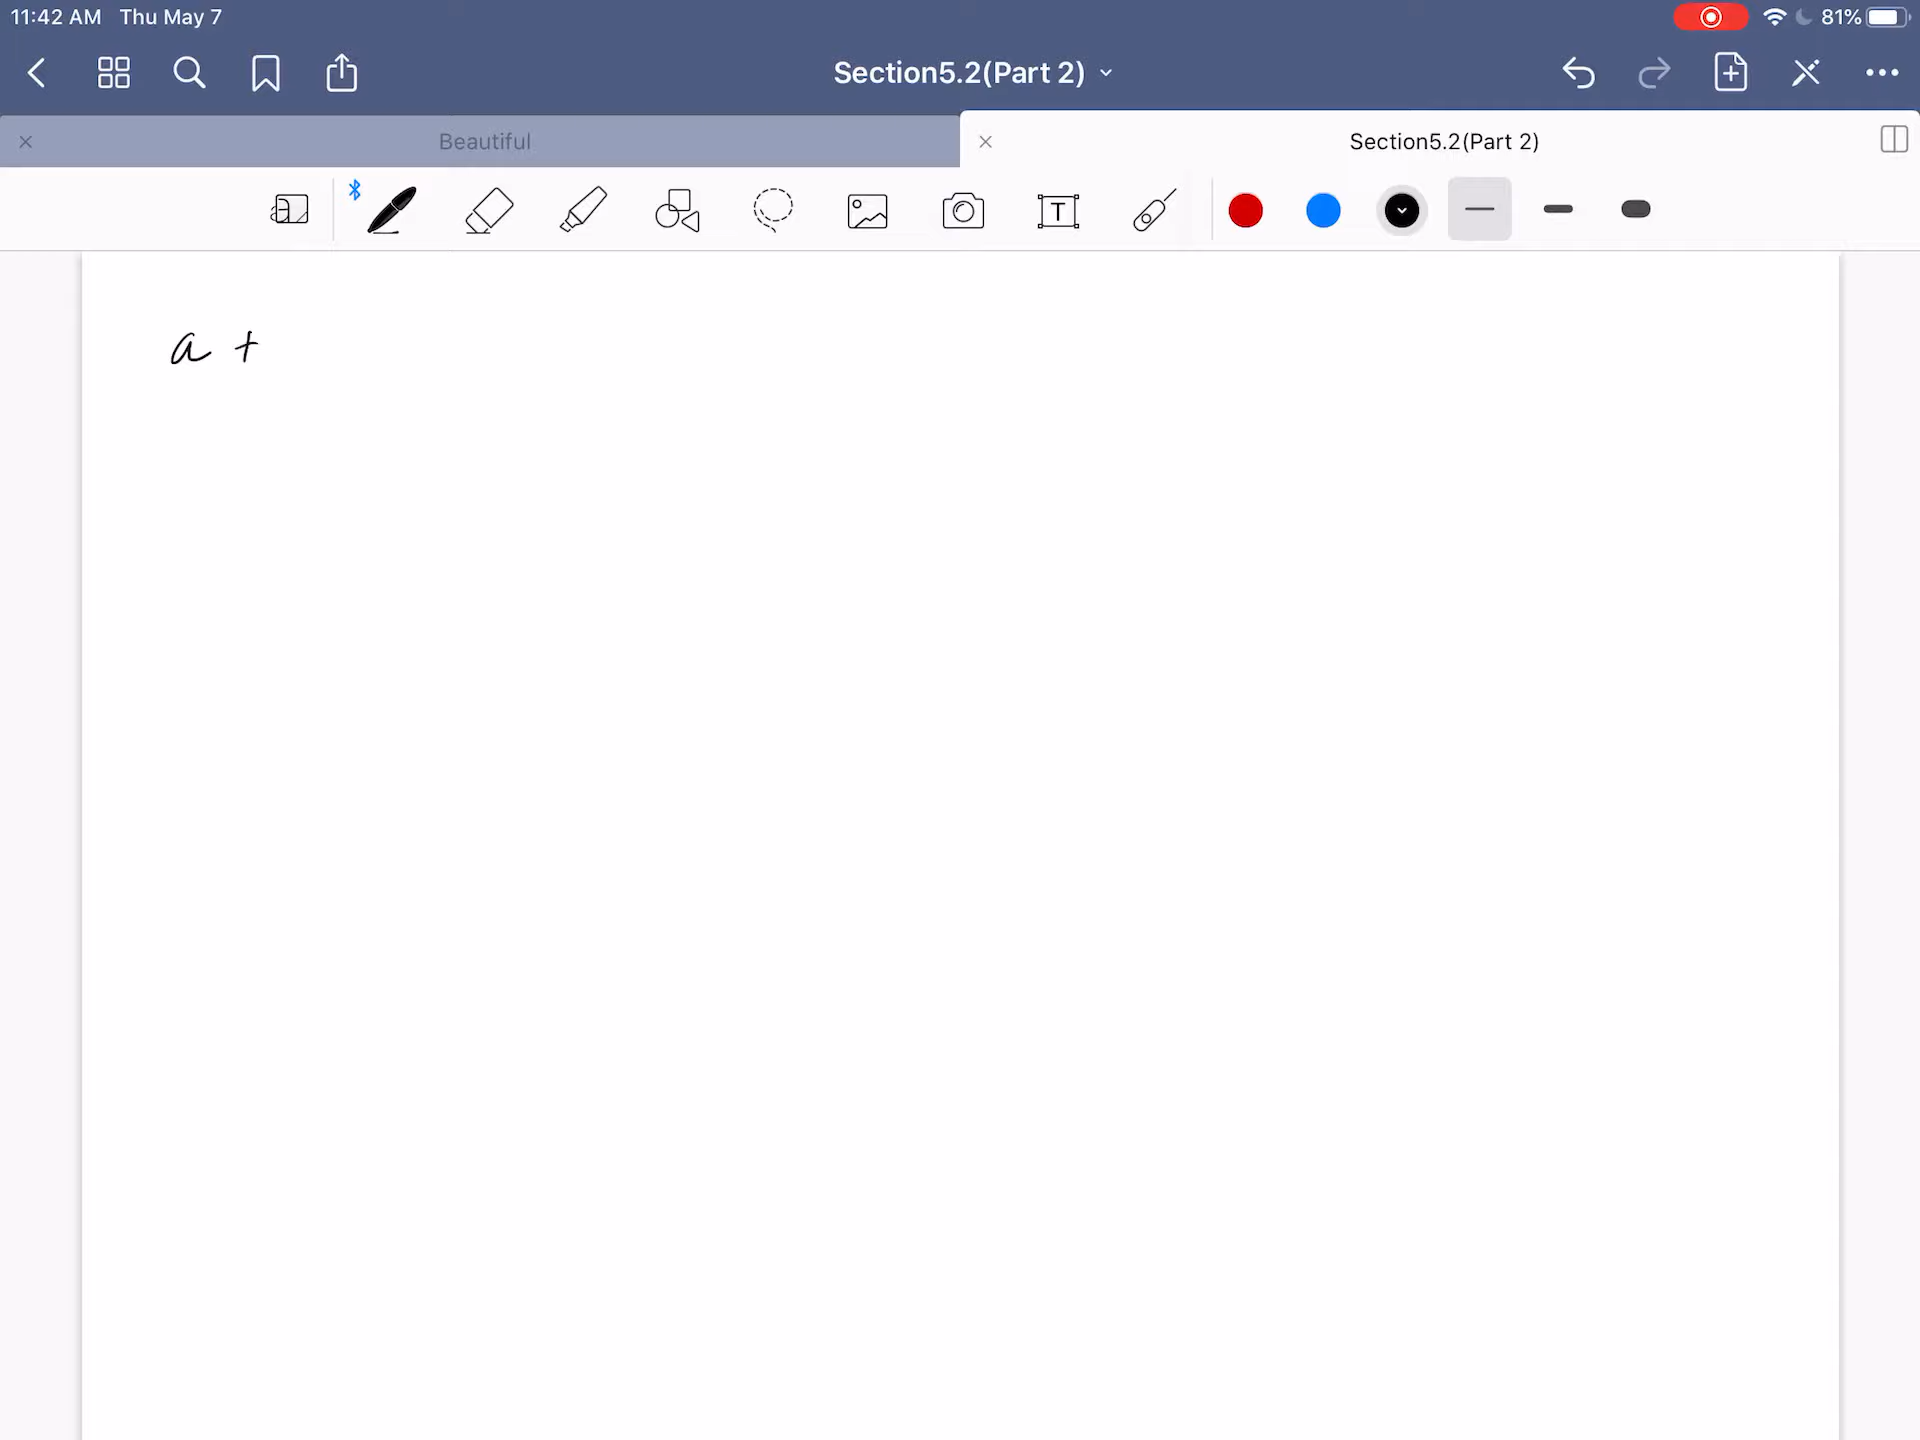 11:42 AM Thu May 7
81%
Section5.2(Part 2)
Beautiful
Section5.2(Part 2)
a +